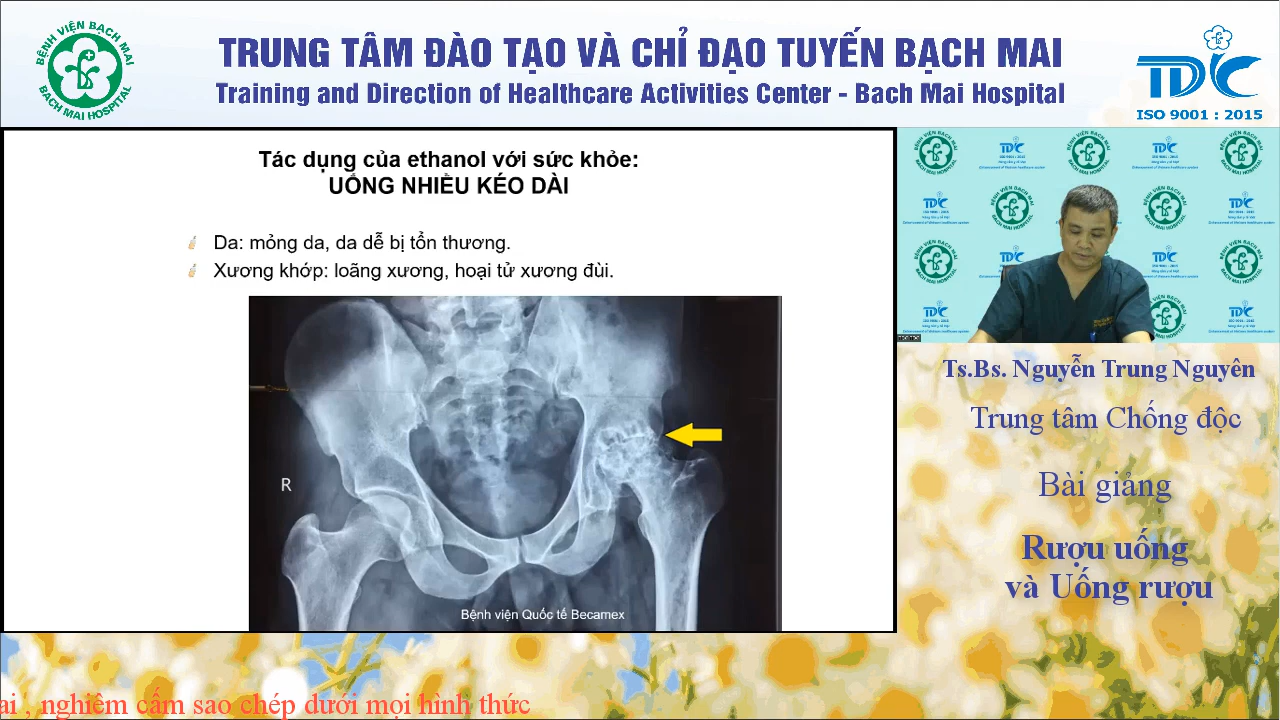 BỆNH VIỆN BẠCH MAI
BACH MAI HOSPITAL
TRUNG TÂM ĐÀO TẠO VÀ CHỈ ĐẠO TUYẾN BẠCH MAI
Training and Direction of Healthcare Activities Center - Bach Mai Hospital
TDC
ISO 9001 : 2015
Tác dụng của ethanol với sức khỏe:
UỐNG NHIỀU KÉO DÀI
Da: mỏng da, da dễ bị tổn thương.
Xương khớp: loãng xương, hoại tử xương đùi.
R
Bệnh viện Quốc tế Becamex
Ts.Bs. Nguyễn Trung Nguyên
Trung tâm Chống độc
Bài giảng
Rượu uống
và Uống rượu
ai , nghiêm cấm sao chép dưới mọi hình thức